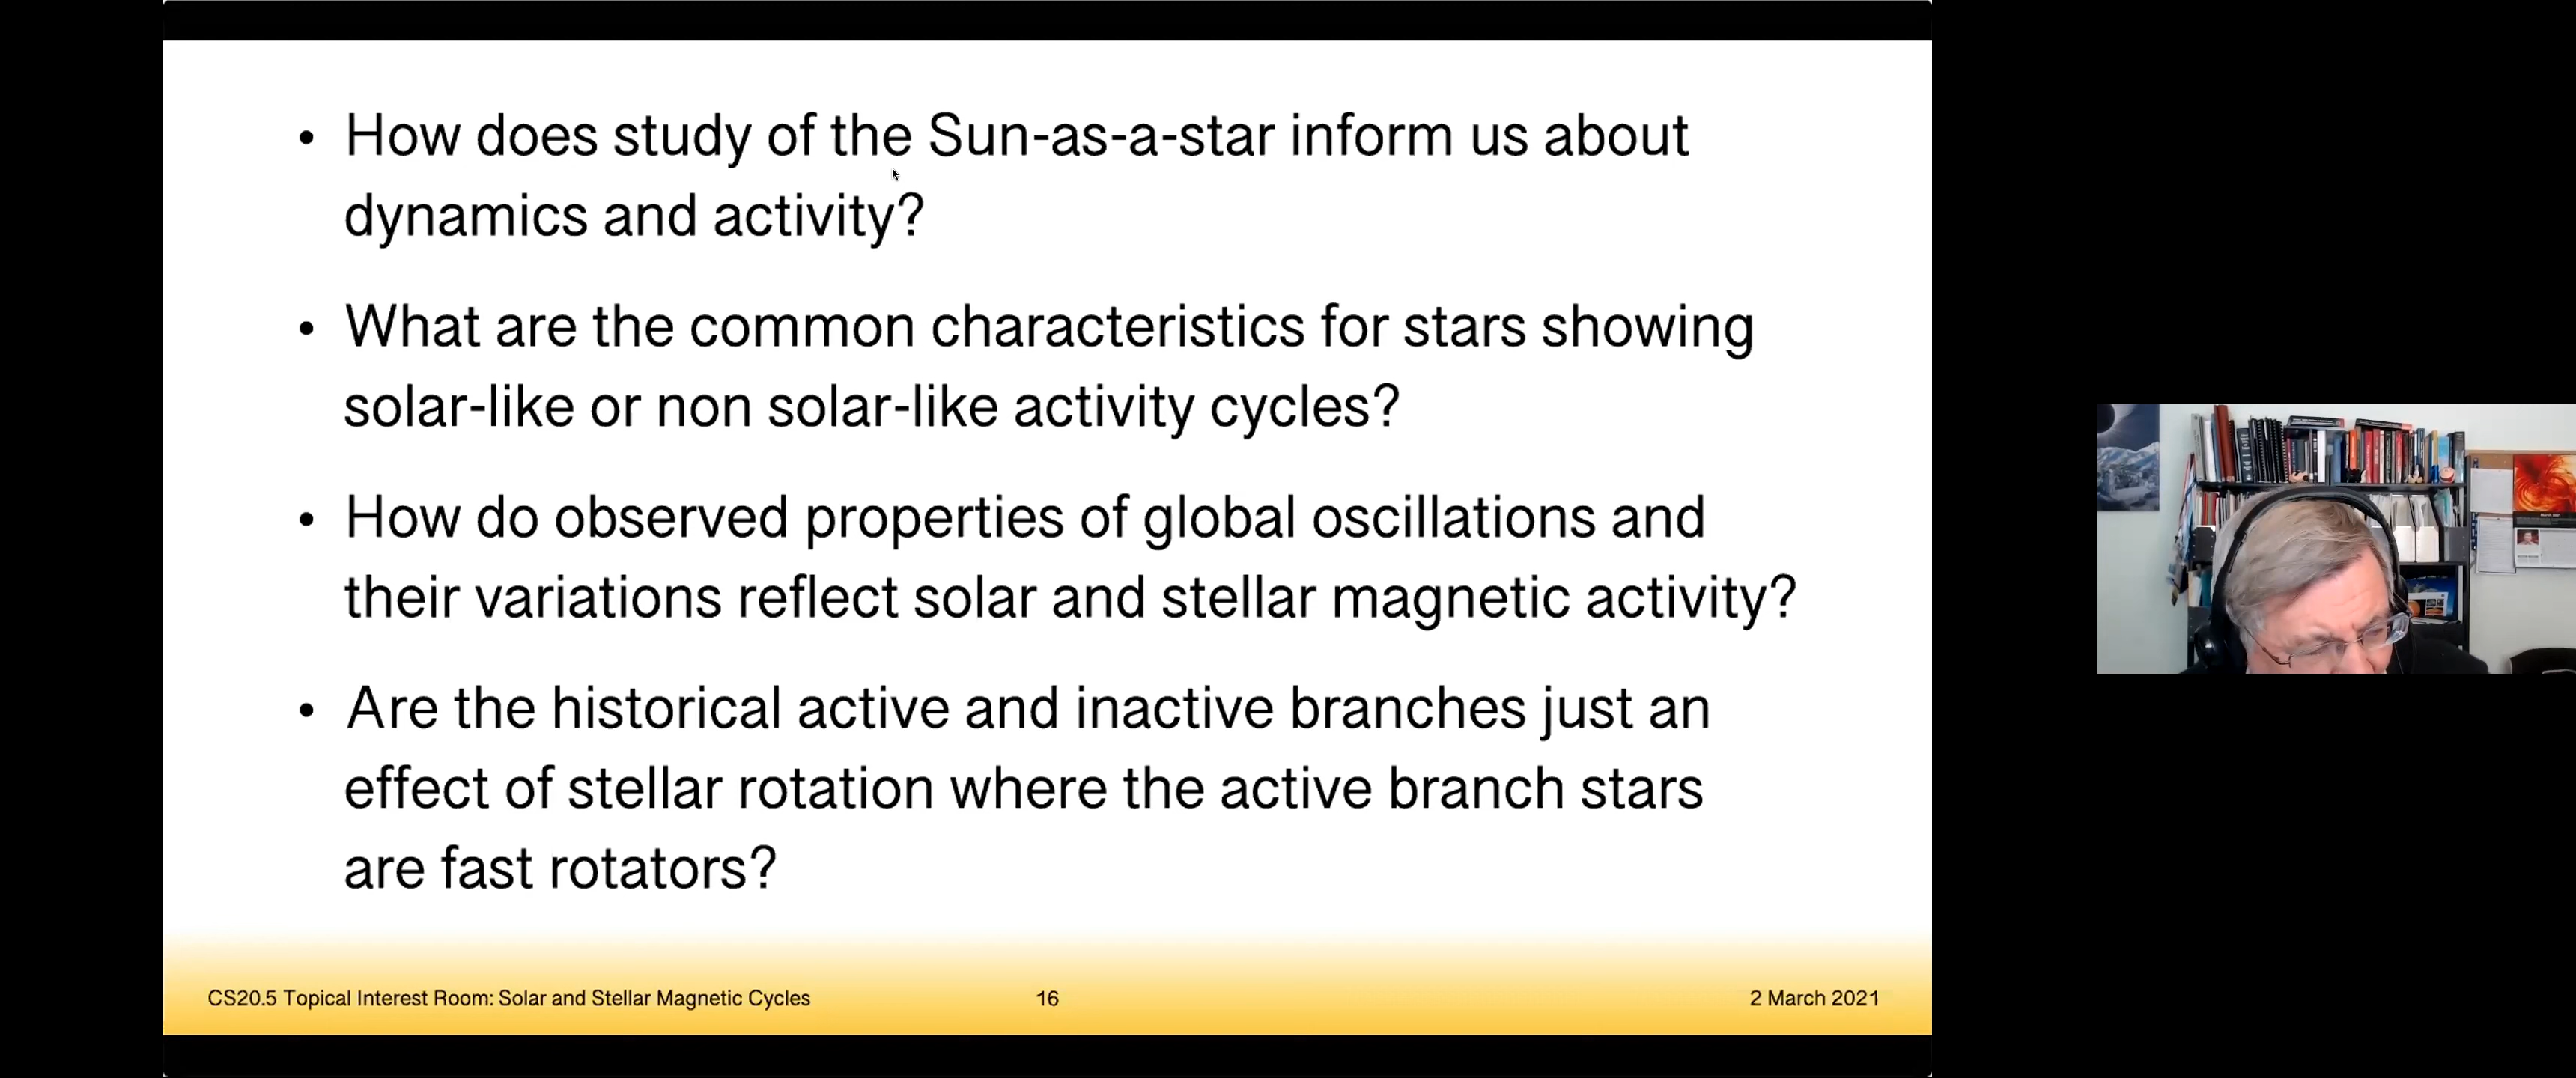 • How does study of the Sun-as-a-star inform us about
dynamics and activity?
• What are the common characteristics for stars showing
solar-like or non solar-like activity cycles?
• How do observed properties of global oscillations and
their variations reflect solar and stellar magnetic activity?
• Are the historical active and inactive branches just an
effect of stellar rotation where the active branch stars
are fast rotators?
CS20.5 Topical Interest Room: Solar and Stellar Magnetic Cycles
16
2 March 2021